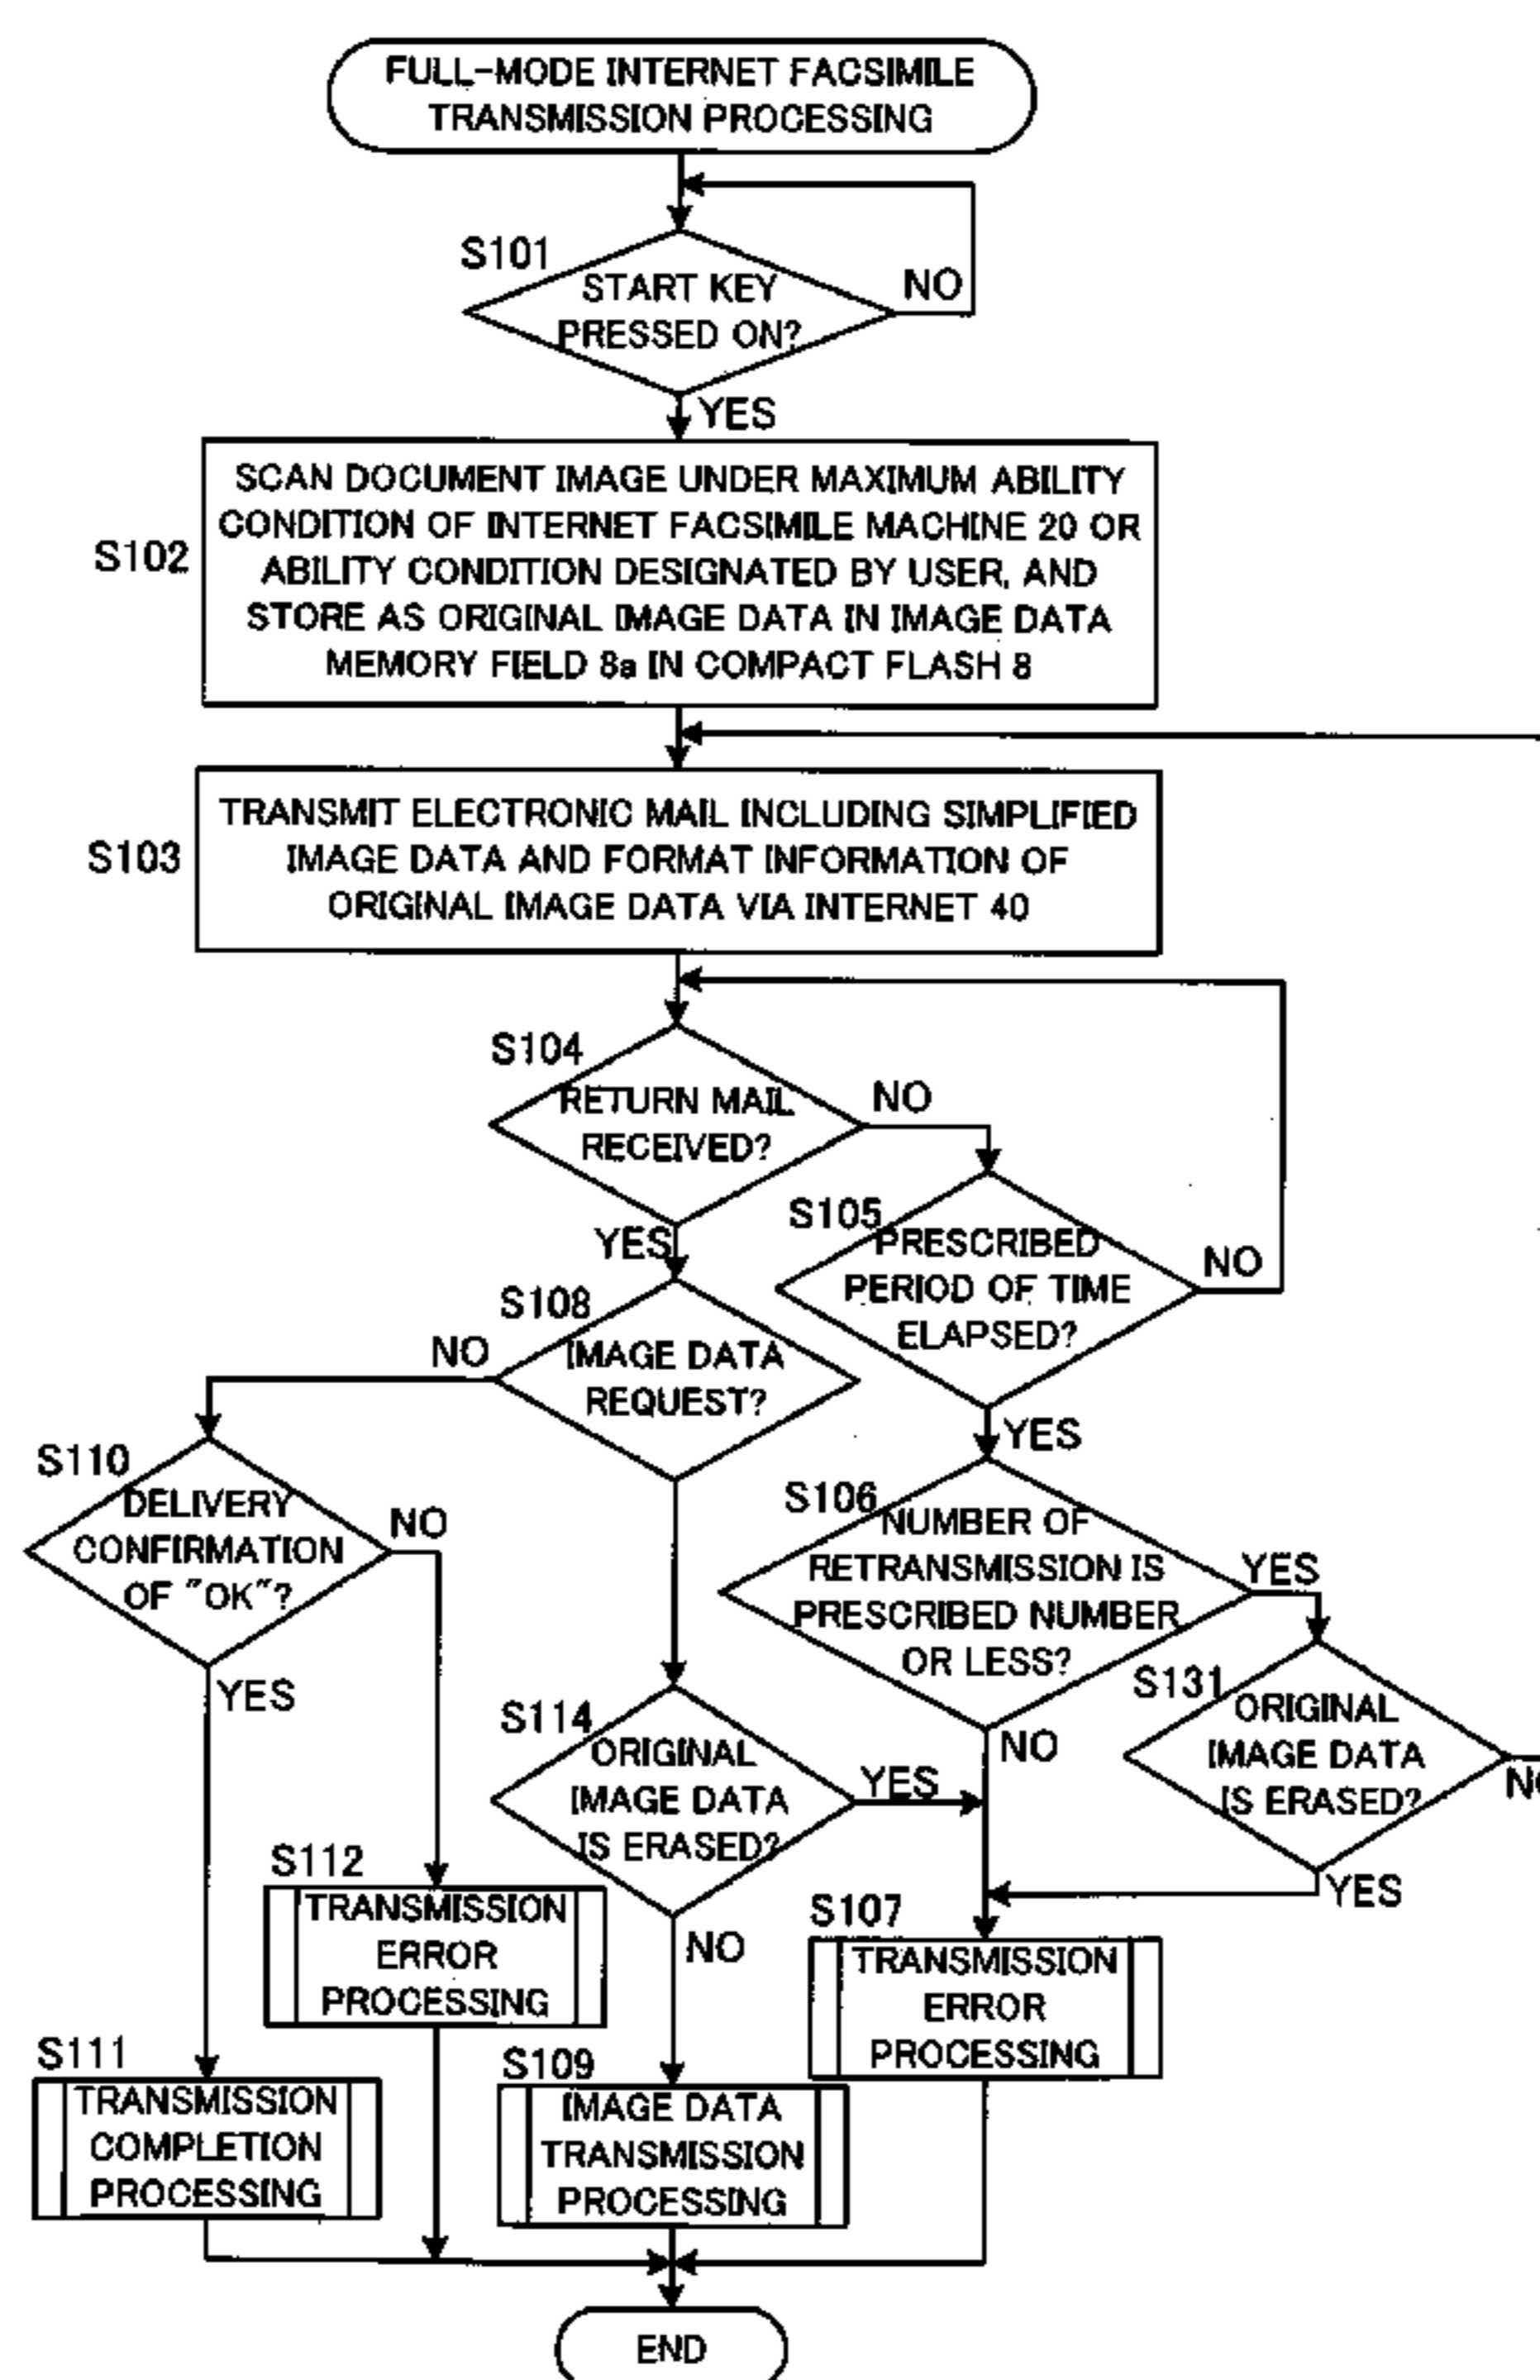 FULL-MODE INTERNET FACSIMILE
TRANSMISSION PROCESSING
S101
START KEY
PRESSED ON?
NO
YES
S102
SCAN DOCUMENT IMAGE UNDER MAXIMUM ABILITY
CONDITION OF INTERNET FACSIMILE MACHINE 20 OR
ABILITY CONDITION DESIGNATED BY USER, AND
STORE AS ORIGINAL IMAGE DATA IN IMAGE DATA
MEMORY FIELD 8a IN COMPACT FLASH 8
S103
TRANSMIT ELECTRONIC MAIL INCLUDING SIMPLIFIED
IMAGE DATA AND FORMAT INFORMATION OF
ORIGINAL IMAGE DATA VIA INTERNET 40
S104
RETURN MAIL
RECEIVED?
NO
YES
S105
PRESCRIBED
PERIOD OF TIME
ELAPSED?
NO
YES
S108
IMAGE DATA
REQUEST?
NO
S110
DELIVERY
CONFIRMATION
OF "OK"?
NO
YES
S106
NUMBER OF
RETRANSMISSION IS
PRESCRIBED NUMBER
OR LESS?
YES
NO
S131
ORIGINAL
IMAGE DATA
IS ERASED?
NO
YES
S114
ORIGINAL
IMAGE DATA
IS ERASED?
YES
NO
S112
TRANSMISSION
ERROR
PROCESSING
S107
TRANSMISSION
ERROR
PROCESSING
S111
TRANSMISSION
COMPLETION
PROCESSING
S109
IMAGE DATA
TRANSMISSION
PROCESSING
END